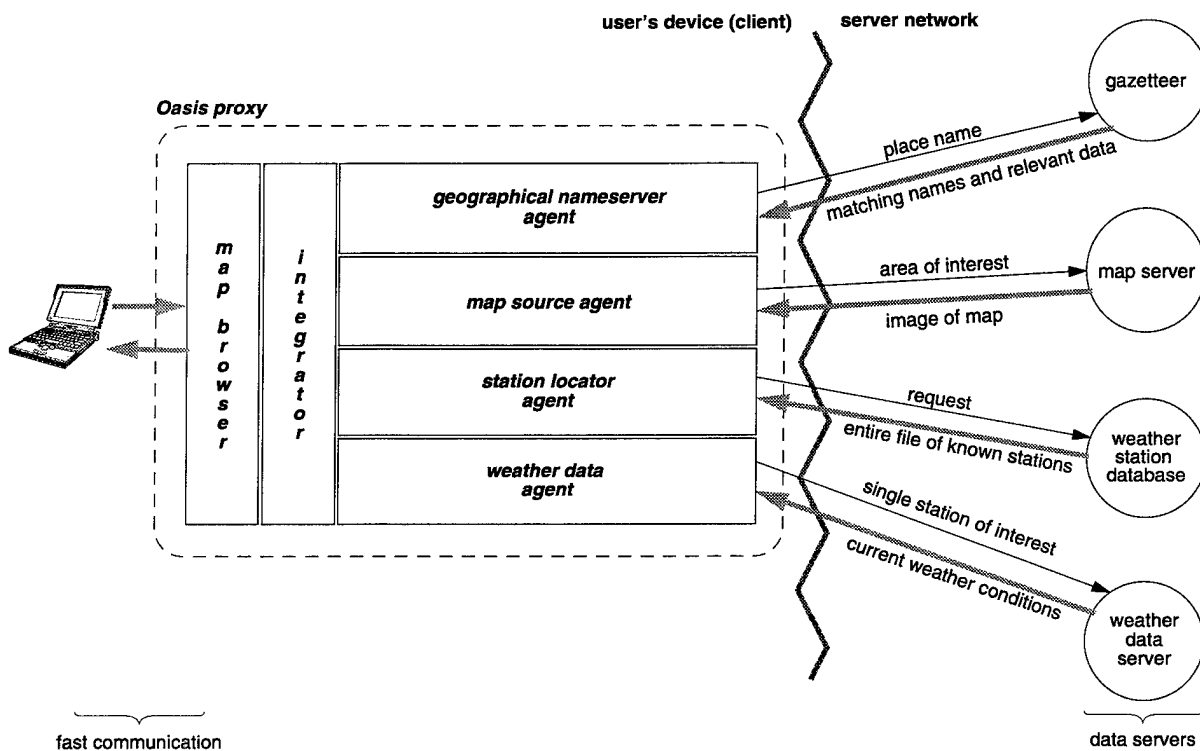 user's device (client)
server network
Oasis proxy
gazetteer
place name
matching names and relevant data
geographical nameserver
agent
map browser
integrator
area of interest
map server
map source agent
image of map
station locator
agent
request
entire file of known stations
weather
station
database
weather data
agent
single station of interest
current weather conditions
weather
data
server
fast communication
data servers